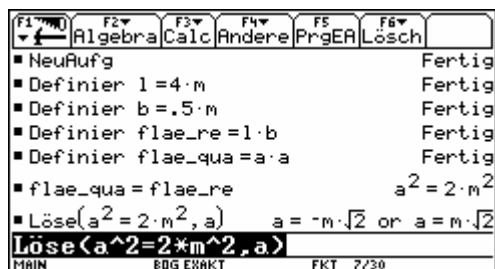 F1 F2 F3 F4 F5 F6
Algebra Calc Andere PrgEA Lösch
▪ NeuAufg Fertig
▪ Definier l=4·m Fertig
▪ Definier b=.5·m Fertig
▪ Definier flae_re=l·b Fertig
▪ Definier flae_qua=a·a Fertig
▪ flae_qua=flae_re a²=2·m²
▪ Löse(a²=2·m²,a) a=⁻m·√2 or a=m·√2
Löse(a^2=2*m^2,a)
MAIN BOG EXAKT FKT 7/30